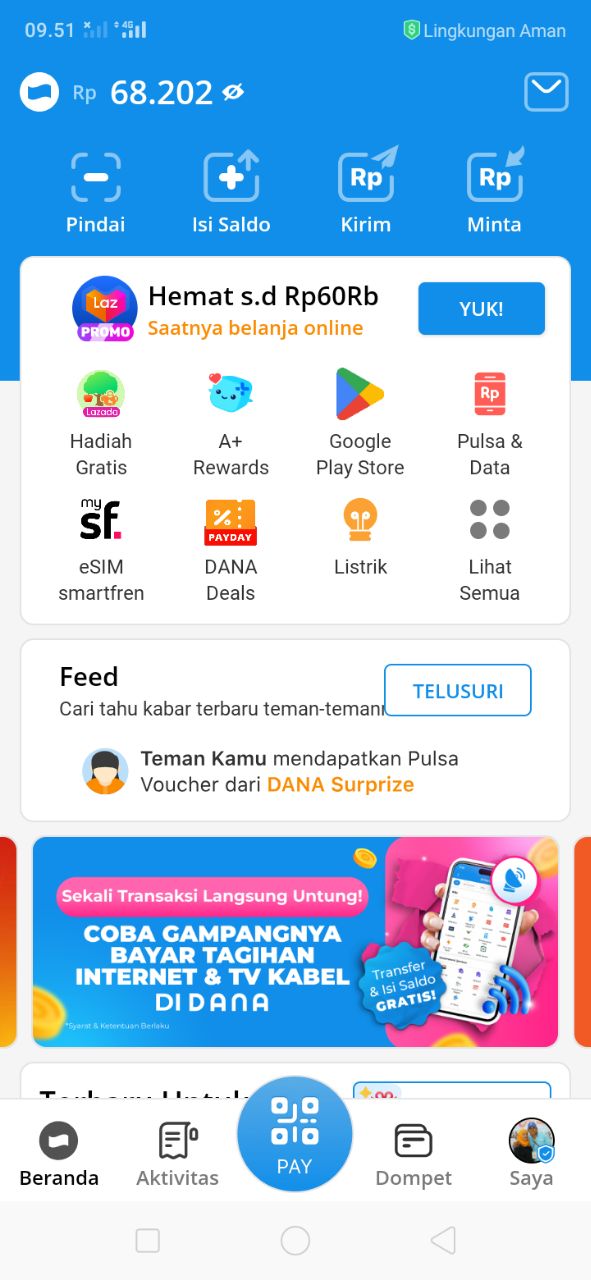 09.51
4G
Lingkungan Aman
Rp 68.202
Rp
Rp
Pindai
Isi Saldo
Kirim
Minta
Laz
PROMO
Hemat s.d Rp60Rb
Saatnya belanja online
YUK!
Lazada
Rp
Hadiah
Gratis
A+
Rewards
Google
Play Store
Pulsa &
Data
my
sf.
PAYDAY
eSIM
smartfren
DANA
Deals
Listrik
Lihat
Semua
Feed
Cari tahu kabar terbaru teman-teman
TELUSURI
Teman Kamu mendapatkan Pulsa
Voucher dari DANA Surprize
Sekali Transaksi Langsung Untung!
COBA GAMPANGNYA
BAYAR TAGIHAN
INTERNET & TV KABEL
DI DANA
*Syarat & Ketentuan Berlaku
Transfer
& Isi Saldo
GRATIS!
Terbaru Untuk
PAY
Beranda
Aktivitas
Dompet
Saya